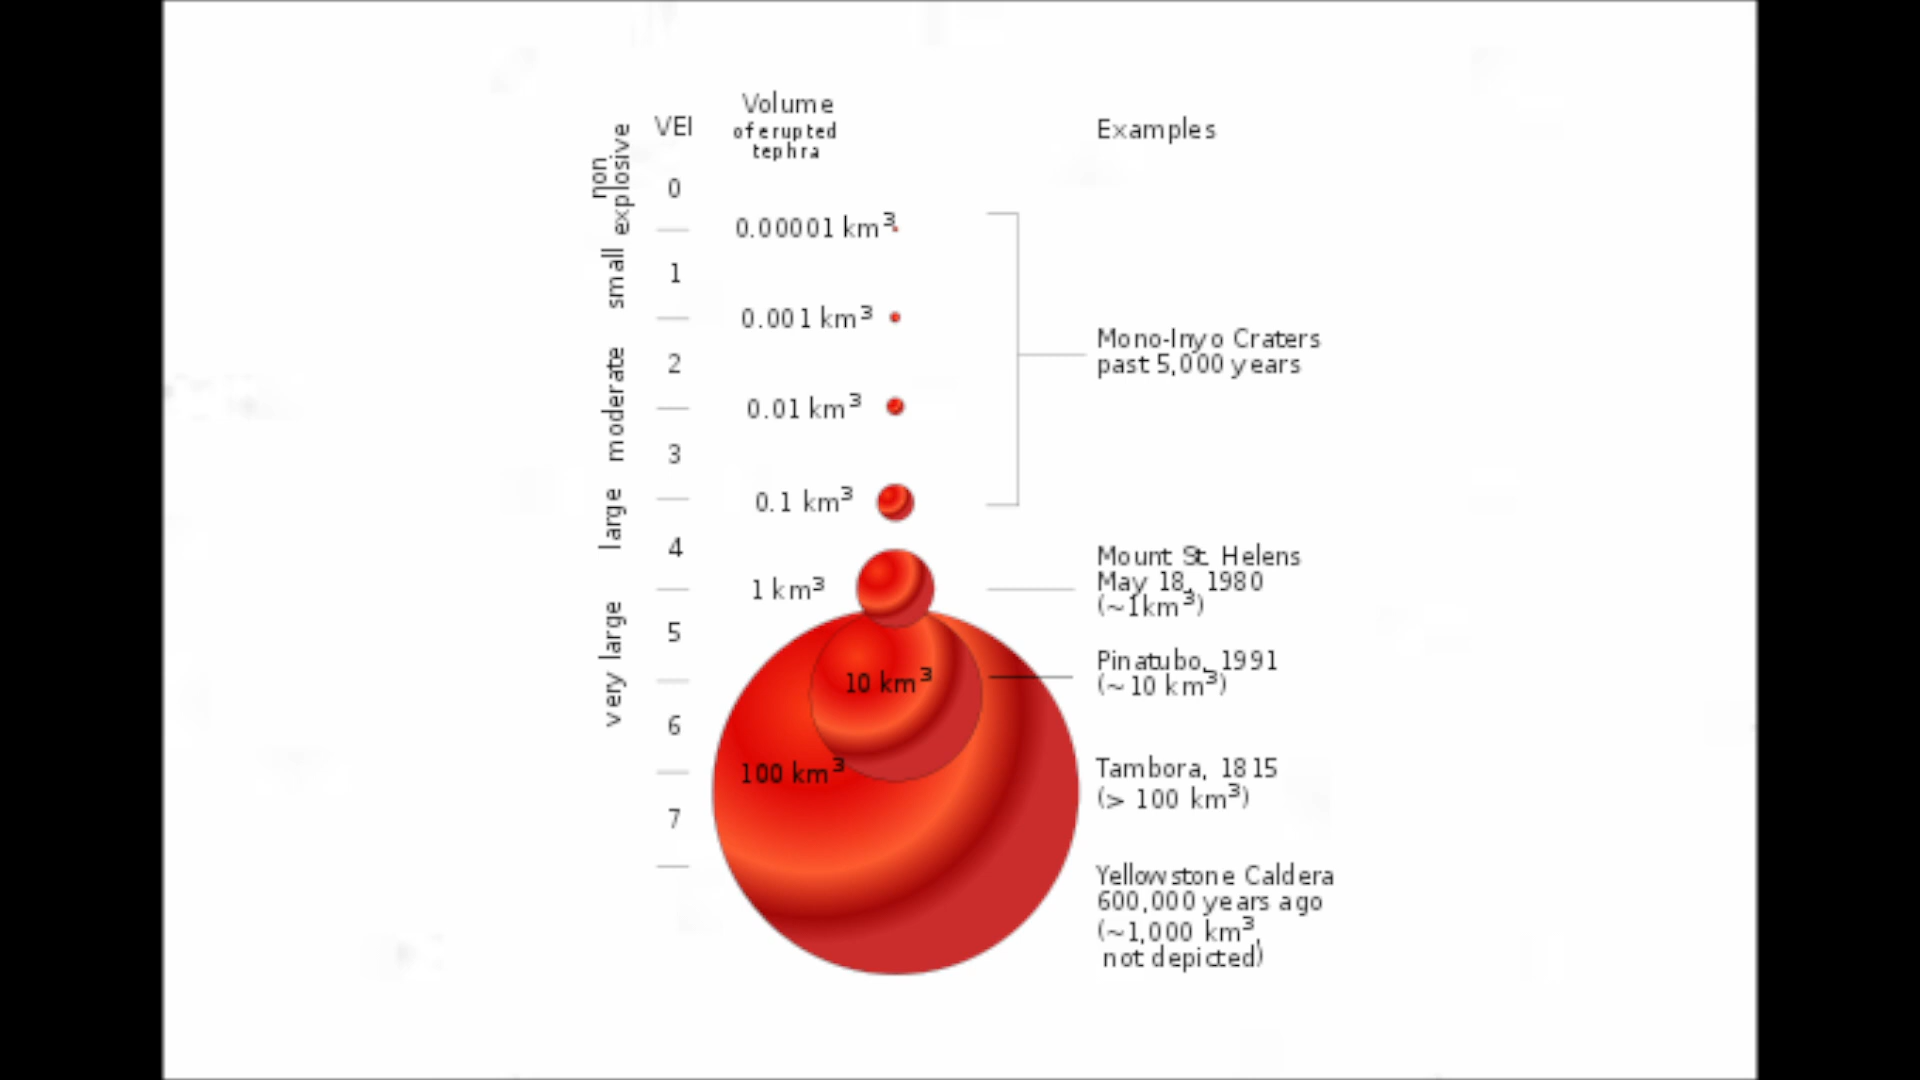 VEI
Volume
of erupted
tephra
Examples
non
explosive
small
moderate
large
very large
0
1
2
3
4
5
6
7
0.00001 km³
0.001 km³
0.01 km³
0.1 km³
1 km³
10 km³
100 km³
Mono-Inyo Craters
past 5,000 years
Mount St. Helens
May 18, 1980
(~1km³)
Pinatubo, 1991
(~10 km³)
Tambora, 1815
(> 100 km³)
Yellowstone Caldera
600,000 years ago
(~1,000 km³,
not depicted)